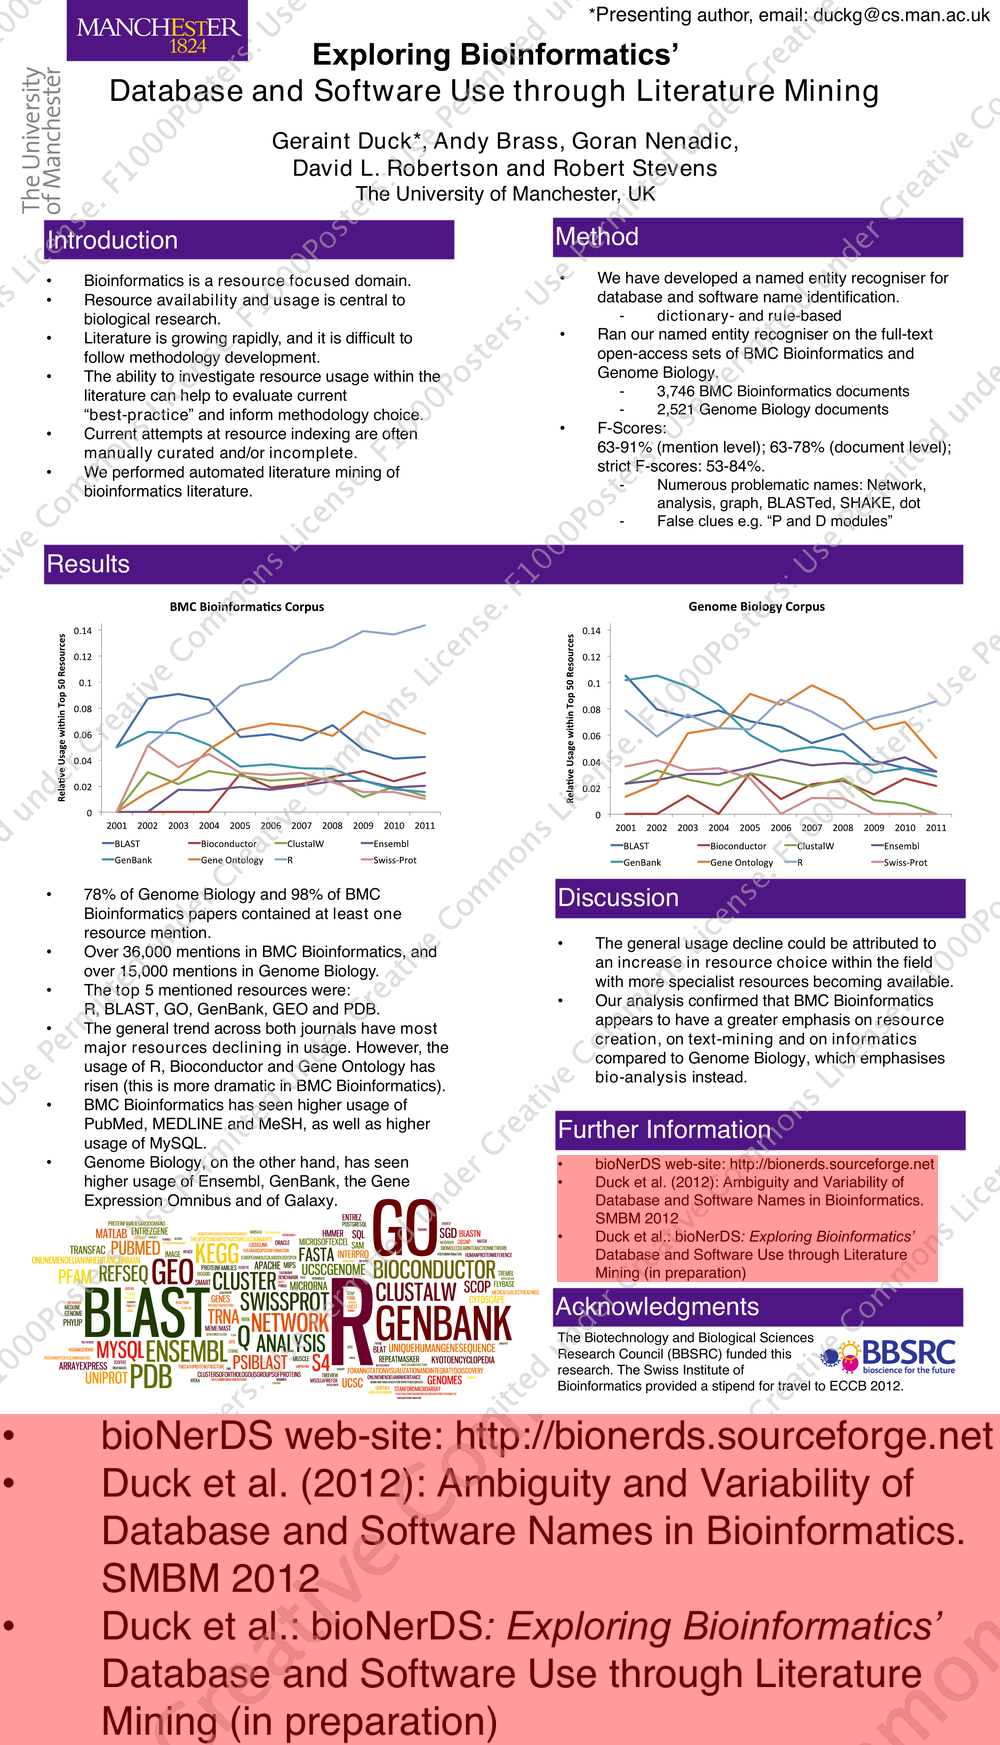 *Presenting author, email: duckg@cs.man.ac.uk
MANCHESTER
1824
The University
of Manchester
Exploring Bioinformatics’
Database and Software Use through Literature Mining
Geraint Duck*, Andy Brass, Goran Nenadic,
David L. Robertson and Robert Stevens
The University of Manchester, UK
Introduction
• Bioinformatics is a resource focused domain.
• Resource availability and usage is central to
biological research.
• Literature is growing rapidly, and it is difficult to
follow methodology development.
• The ability to investigate resource usage within the
literature can help to evaluate current
“best-practice” and inform methodology choice.
• Current attempts at resource indexing are often
manually curated and/or incomplete.
• We performed automated literature mining of
bioinformatics literature.
Method
• We have developed a named entity recogniser for
database and software name identification.
- dictionary- and rule-based
• Ran our named entity recogniser on the full-text
open-access sets of BMC Bioinformatics and
Genome Biology.
- 3,746 BMC Bioinformatics documents
- 2,521 Genome Biology documents
• F-Scores:
63-91% (mention level); 63-78% (document level);
strict F-scores: 53-84%.
- Numerous problematic names: Network,
analysis, graph, BLASTed, SHAKE, dot
- False clues e.g. “P and D modules”
Results
BMC Bioinformatics Corpus
Relative Usage within Top 50 Resources
0.14
0.12
0.1
0.08
0.06
0.04
0.02
0
2001 2002 2003 2004 2005 2006 2007 2008 2009 2010 2011
BLAST Bioconductor ClustalW Ensembl
GenBank Gene Ontology R Swiss-Prot
Genome Biology Corpus
Relative Usage within Top 50 Resources
0.14
0.12
0.1
0.08
0.06
0.04
0.02
0
2001 2002 2003 2004 2005 2006 2007 2008 2009 2010 2011
BLAST Bioconductor ClustalW Ensembl
GenBank Gene Ontology R Swiss-Prot
• 78% of Genome Biology and 98% of BMC
Bioinformatics papers contained at least one
resource mention.
• Over 36,000 mentions in BMC Bioinformatics, and
over 15,000 mentions in Genome Biology.
• The top 5 mentioned resources were:
R, BLAST, GO, GenBank, GEO and PDB.
• The general trend across both journals have most
major resources declining in usage. However, the
usage of R, Bioconductor and Gene Ontology has
risen (this is more dramatic in BMC Bioinformatics).
• BMC Bioinformatics has seen higher usage of
PubMed, MEDLINE and MeSH, as well as higher
usage of MySQL.
• Genome Biology, on the other hand, has seen
higher usage of Ensembl, GenBank, the Gene
Expression Omnibus and of Galaxy.
GO
R
BLAST
GENBANK
CLUSTALW
BIOCONDUCTOR
SWISSPROT
NETWORK
ANALYSIS
Q
ENSEMBL
MYSQL
PDB
UNIPROT
ARRAYEXPRESS
PSIBLAST
S4
TRNA
CLUSTER
GEO
REFSEQ
PFAM
KEGG
PUBMED
MATLAB
ENTREZGENE
TRANSFAC
FASTA
UCSCGENOME
INTERPRO
MICROSOFTEXCEL
HMMER
SQL
SAM
ENTREZ
POSTGRESQL
SGD
BLASTN
SCOP
CYTOSCAPE
FLYBASE
TREMBL
MICRORNA
APACHE
MIPS
ORACLE
IMAGE
SMART
GENES
MEME/MAST
PHYLIP
UNIQUEHUMANGENESEQUENCE
REPEATMASKER
KYOTOENCYCLOPEDIA
GENOMES
UCSC
BLAT
MUSCLE
CLUSTERSOFORTHOLOGOUSGROUPSOFPROTEINS
WEKA
TREEVIEW
STANFORDMICROARRAY
Discussion
• The general usage decline could be attributed to
an increase in resource choice within the field
with more specialist resources becoming available.
• Our analysis confirmed that BMC Bioinformatics
appears to have a greater emphasis on resource
creation, on text-mining and on informatics
compared to Genome Biology, which emphasises
bio-analysis instead.
Further Information
• bioNerDS web-site: http://bionerds.sourceforge.net
• Duck et al. (2012): Ambiguity and Variability of
Database and Software Names in Bioinformatics.
SMBM 2012
• Duck et al.: bioNerDS: Exploring Bioinformatics’
Database and Software Use through Literature
Mining (in preparation)
Acknowledgments
The Biotechnology and Biological Sciences
Research Council (BBSRC) funded this
research. The Swiss Institute of
Bioinformatics provided a stipend for travel to ECCB 2012.
BBSRC
bioscience for the future
• bioNerDS web-site: http://bionerds.sourceforge.net
• Duck et al. (2012): Ambiguity and Variability of
Database and Software Names in Bioinformatics.
SMBM 2012
• Duck et al.: bioNerDS: Exploring Bioinformatics’
Database and Software Use through Literature
Mining (in preparation)
F1000Posters: Use Permitted under Creative Commons License.